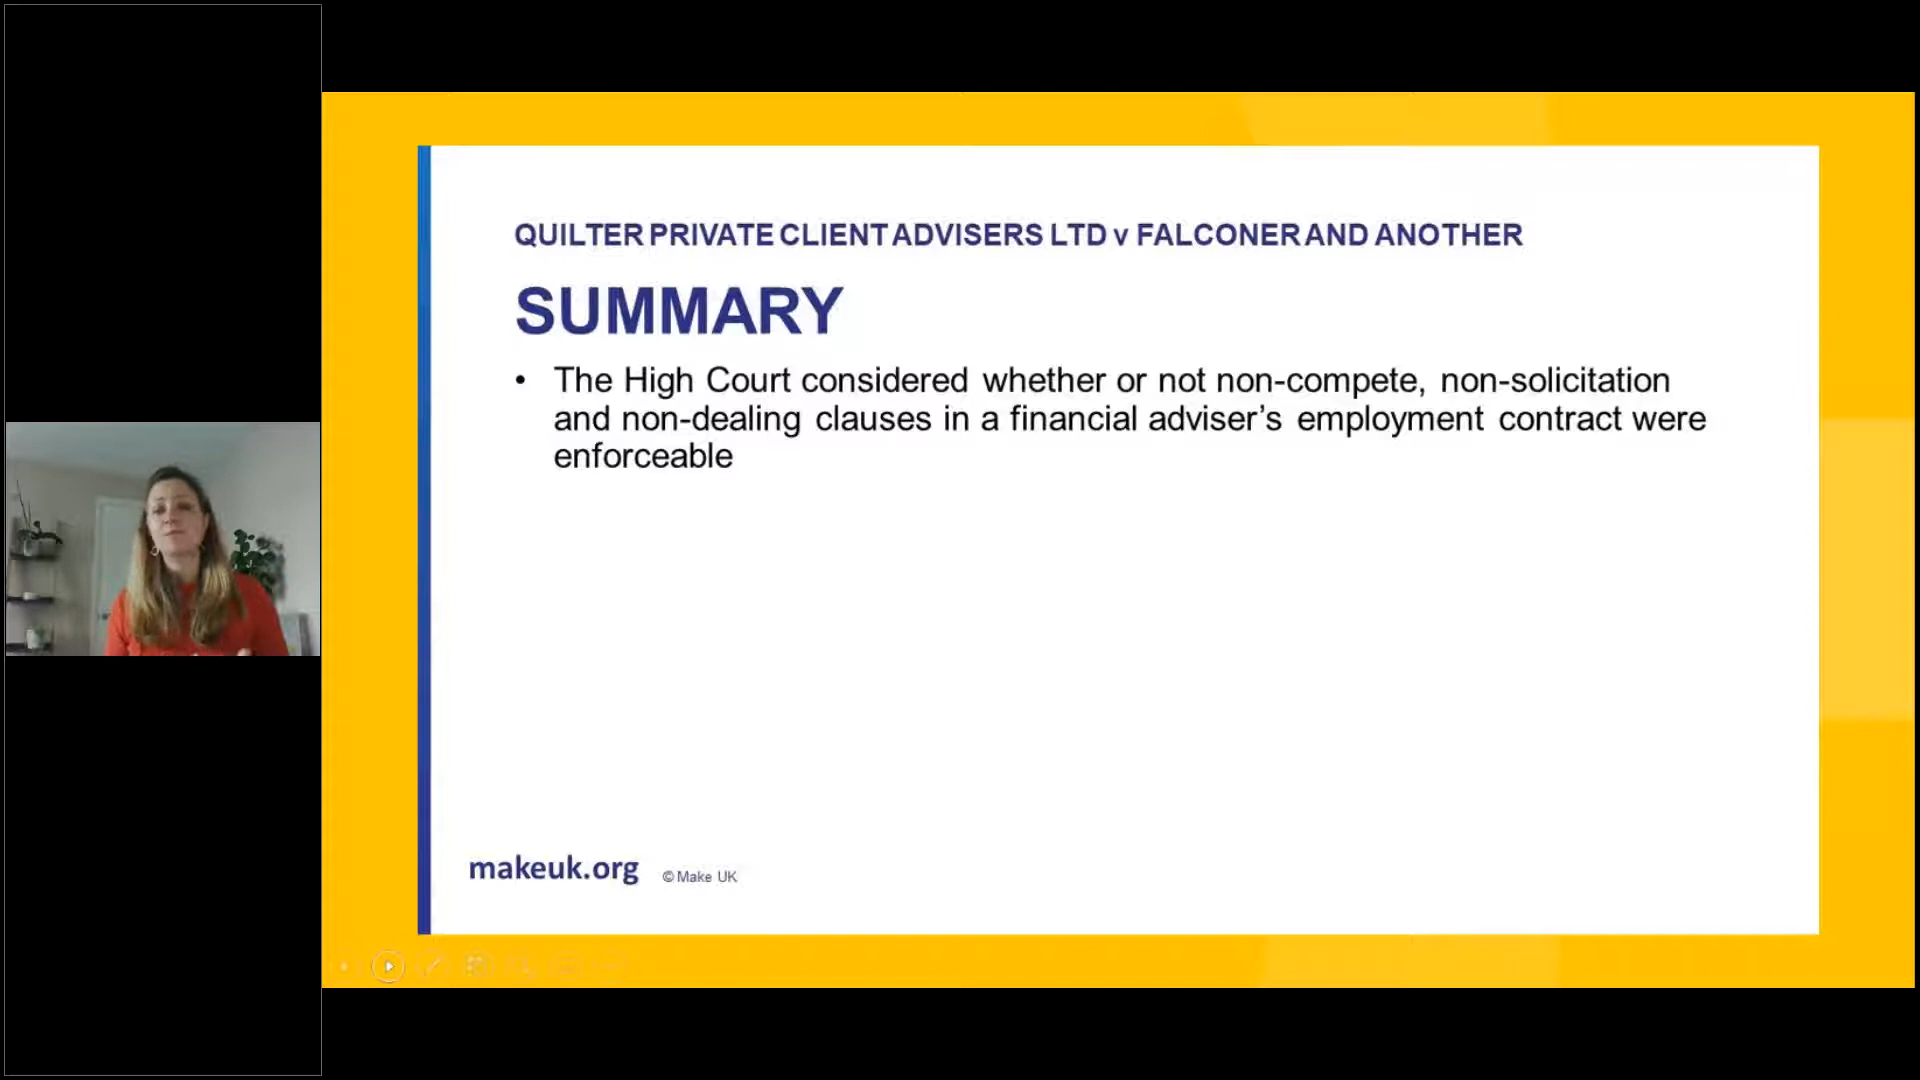 QUILTER PRIVATE CLIENT ADVISERS LTD v FALCONER AND ANOTHER
SUMMARY
• The High Court considered whether or not non-compete, non-solicitation
and non-dealing clauses in a financial adviser’s employment contract were
enforceable
makeuk.org © Make UK